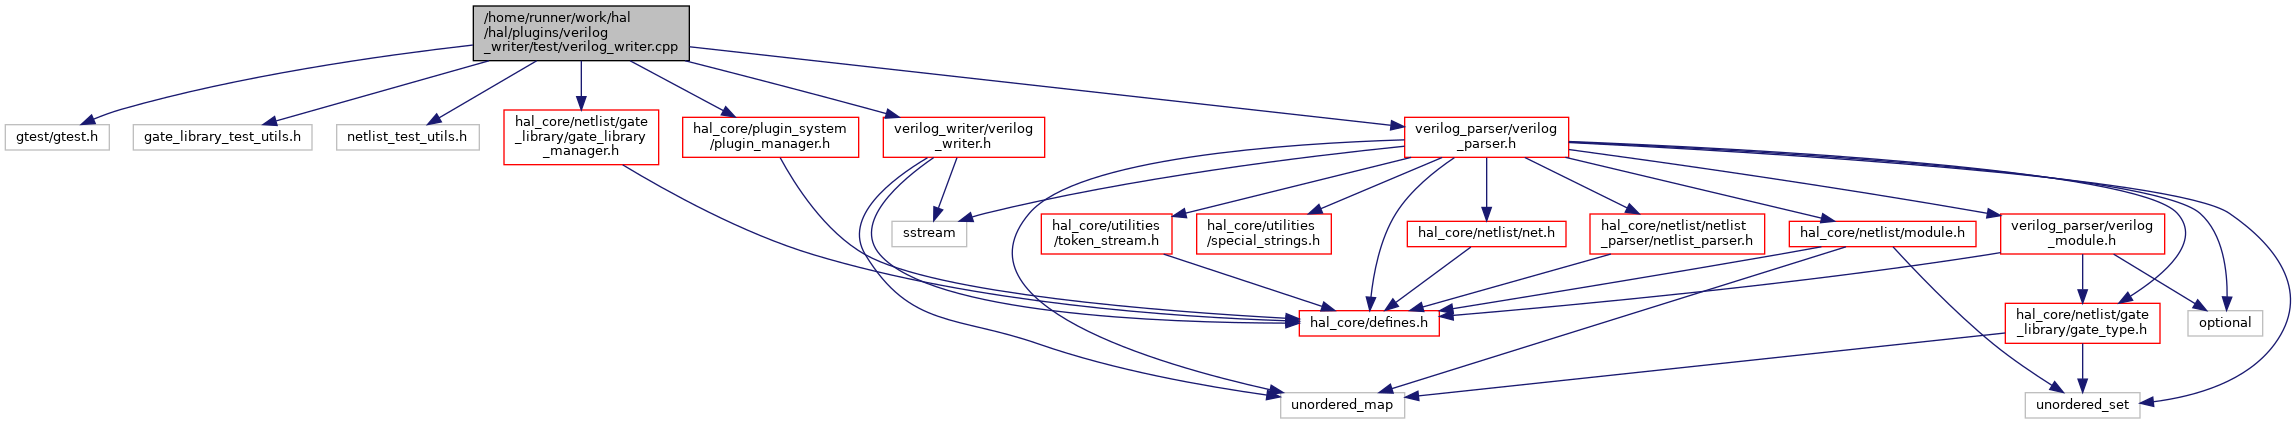 /home/runner/work/hal
/hal/plugins/verilog
_writer/test/verilog_writer.cpp
gtest/gtest.h
gate_library_test_utils.h
netlist_test_utils.h
hal_core/netlist/gate
_library/gate_library
_manager.h
hal_core/plugin_system
/plugin_manager.h
verilog_writer/verilog
_writer.h
verilog_parser/verilog
_parser.h
sstream
hal_core/utilities
/token_stream.h
hal_core/utilities
/special_strings.h
hal_core/netlist/net.h
hal_core/netlist/netlist
_parser/netlist_parser.h
hal_core/netlist/module.h
verilog_parser/verilog
_module.h
hal_core/defines.h
hal_core/netlist/gate
_library/gate_type.h
optional
unordered_map
unordered_set